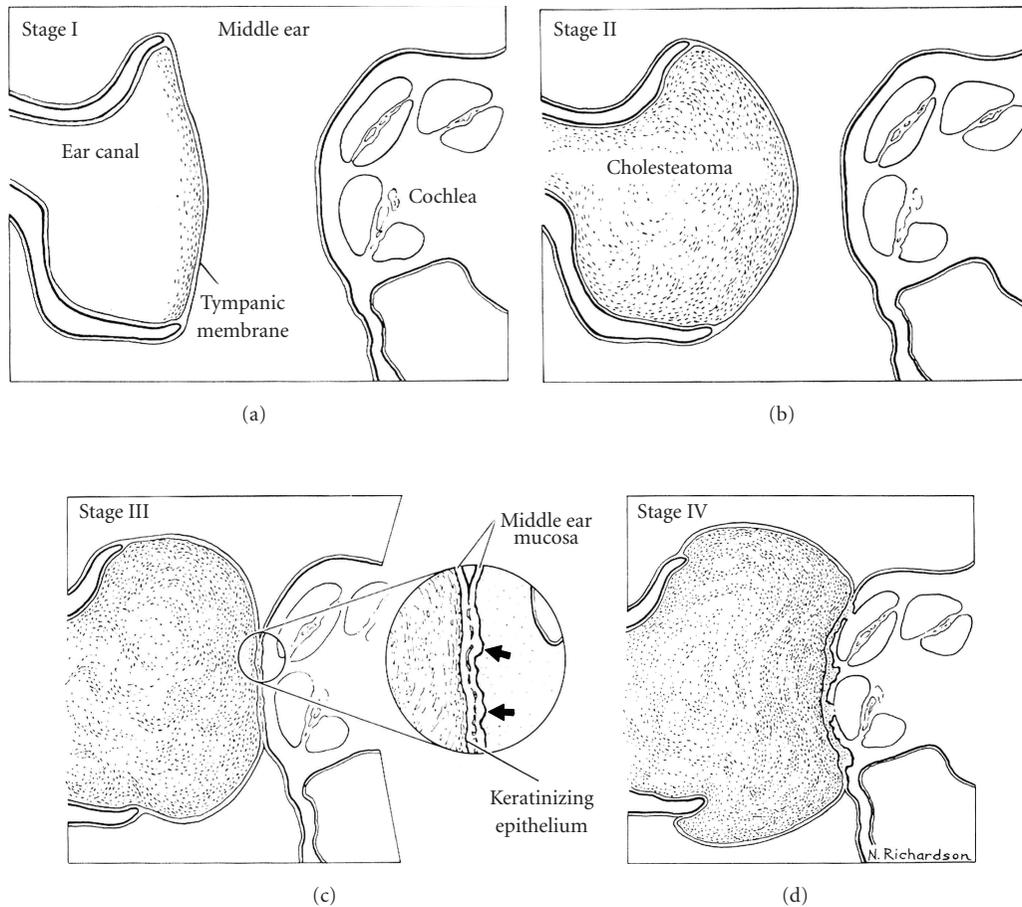 Stage I
Middle ear
Ear canal
Cochlea
Tympanic
membrane
(a)
Stage II
Cholesteatoma
(b)
Stage III
Middle ear
mucosa
Keratinizing
epithelium
(c)
Stage IV
N. Richardson
(d)